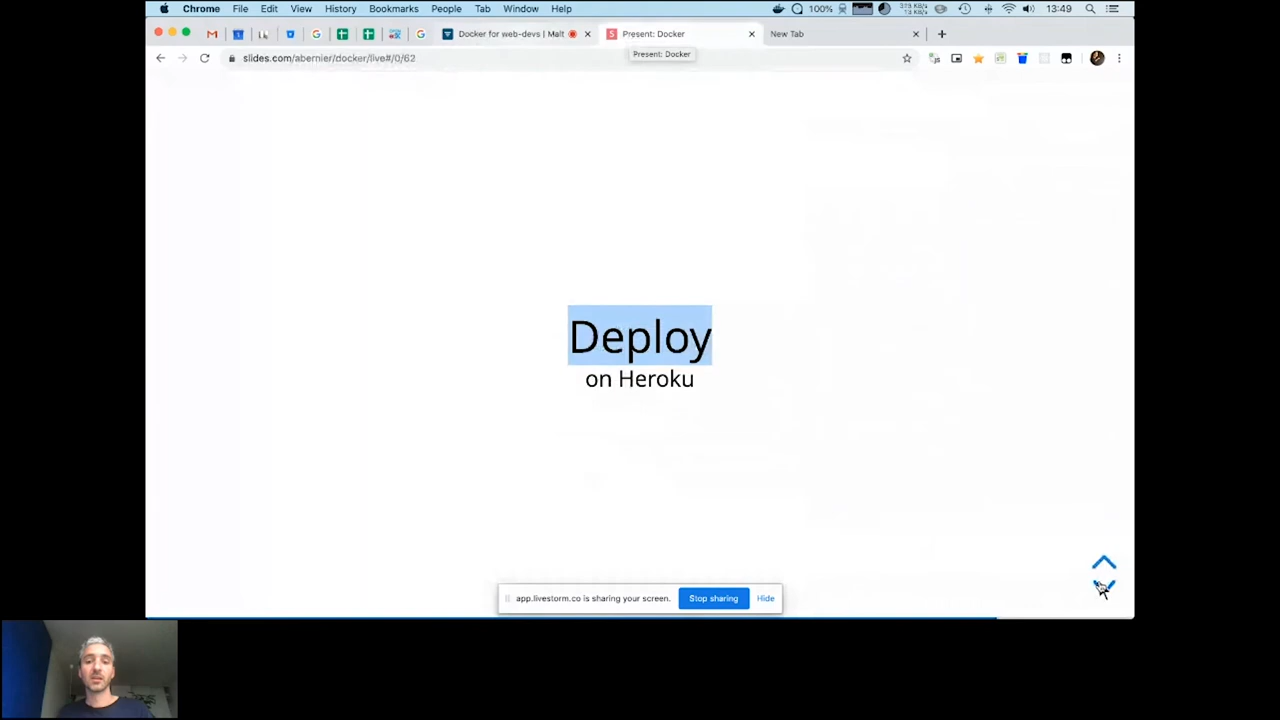 Chrome File Edit View History Bookmarks People Tab Window Help 100% 13:49
Docker for web-devs | Malt
Present: Docker
New Tab
Present: Docker
slides.com/abernier/docker/live#/0/62
Deploy
on Heroku
app.livestorm.co is sharing your screen. Stop sharing Hide